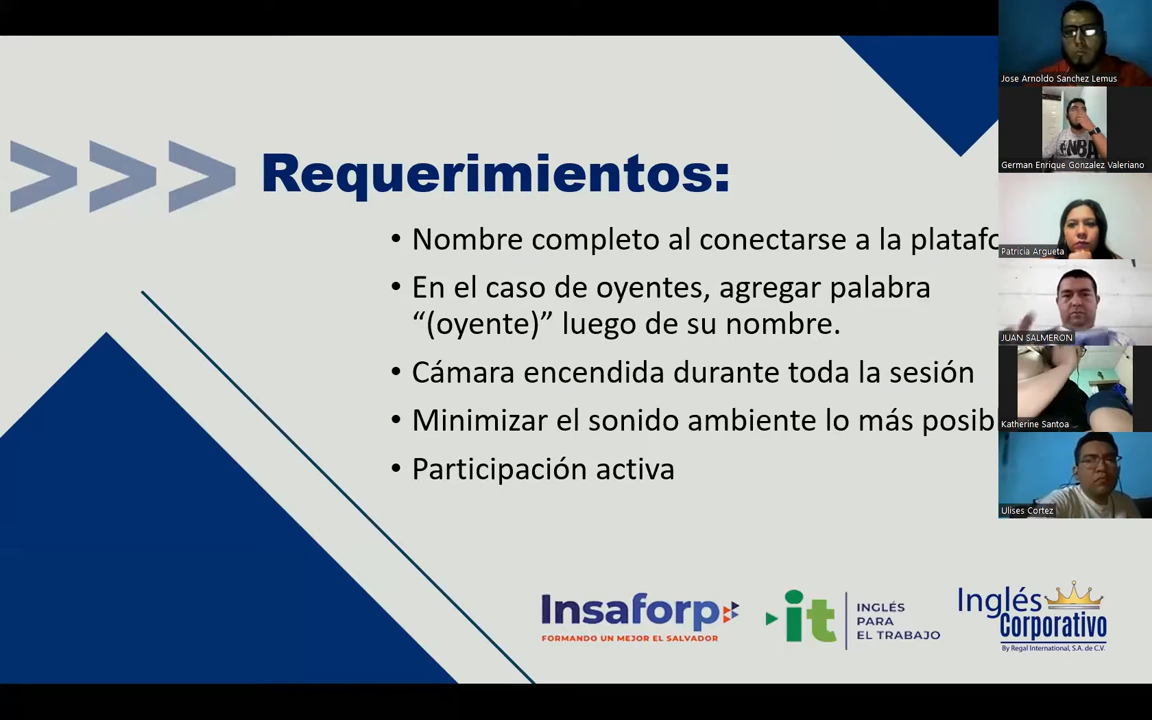 >>> Requerimientos:
• Nombre completo al conectarse a la
• En el caso de oyentes, agregar palabra
“(oyente)” luego de su nombre.
• Cámara encendida durante toda la sesión
• Minimizar el sonido ambiente lo más
• Participación activa
Insaforp
FORMANDO UN MEJOR EL SALVADOR
it
INGLÉS
PARA
EL TRABAJO
Inglés
Corporativo
By Regal International, S.A. de C.V.
Jose Arnoldo Sanchez Lemus
German Enrique Gonzalez Valeriano
Patricia Argueta
JUAN SALMERON
Katherine Santoa
Ulises Cortez